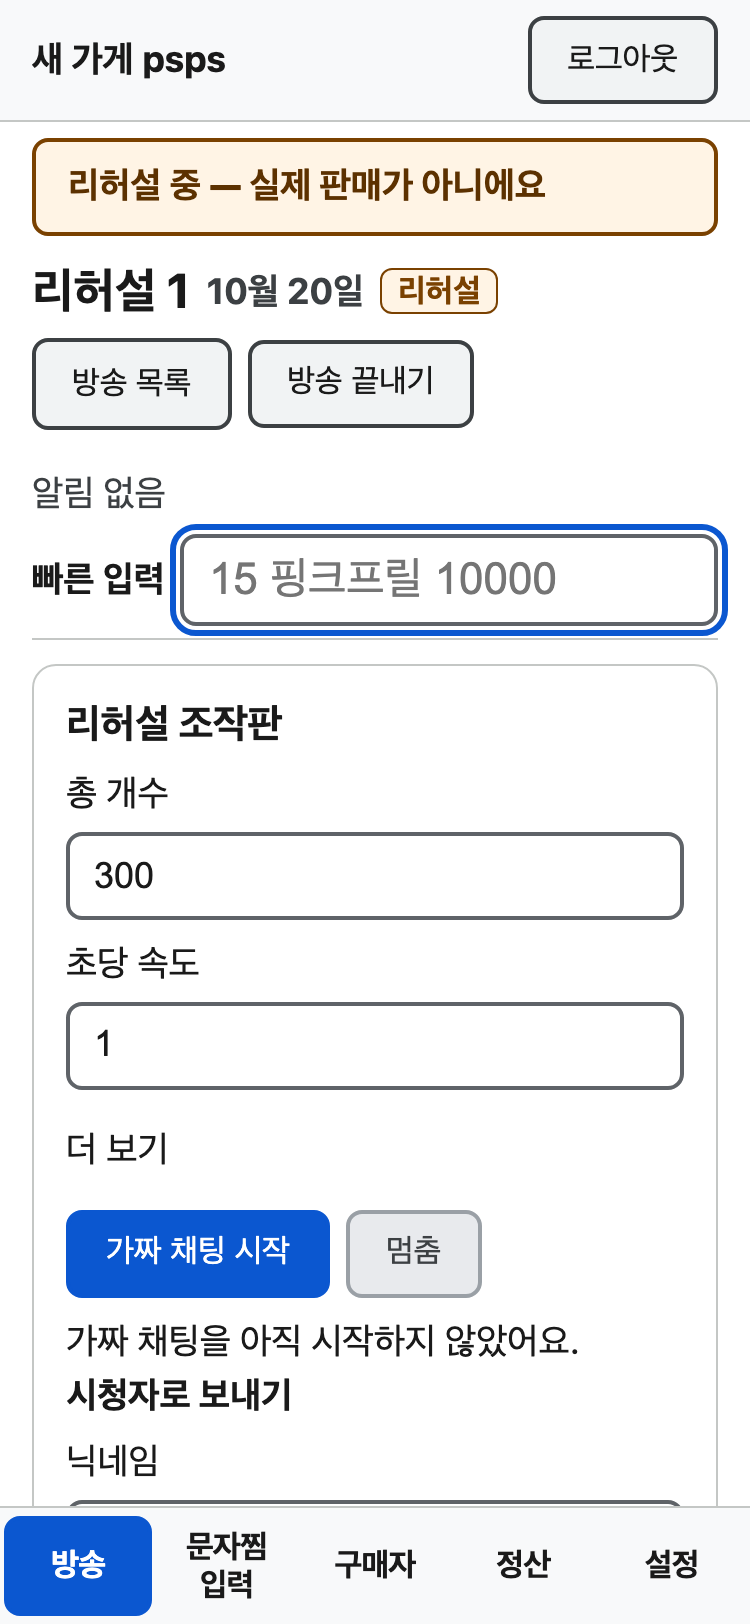 새 가게 psps
로그아웃
리허설 중 — 실제 판매가 아니에요
리허설 1 10월 20일 리허설
방송 목록 방송 끝내기
알림 없음
빠른 입력 15 핑크프릴 10000
리허설 조작판
총 개수
300
초당 속도
1
더 보기
가짜 채팅 시작 멈춤
가짜 채팅을 아직 시작하지 않았어요.
시청자로 보내기
닉네임
방송 문자찜 입력 구매자 정산 설정